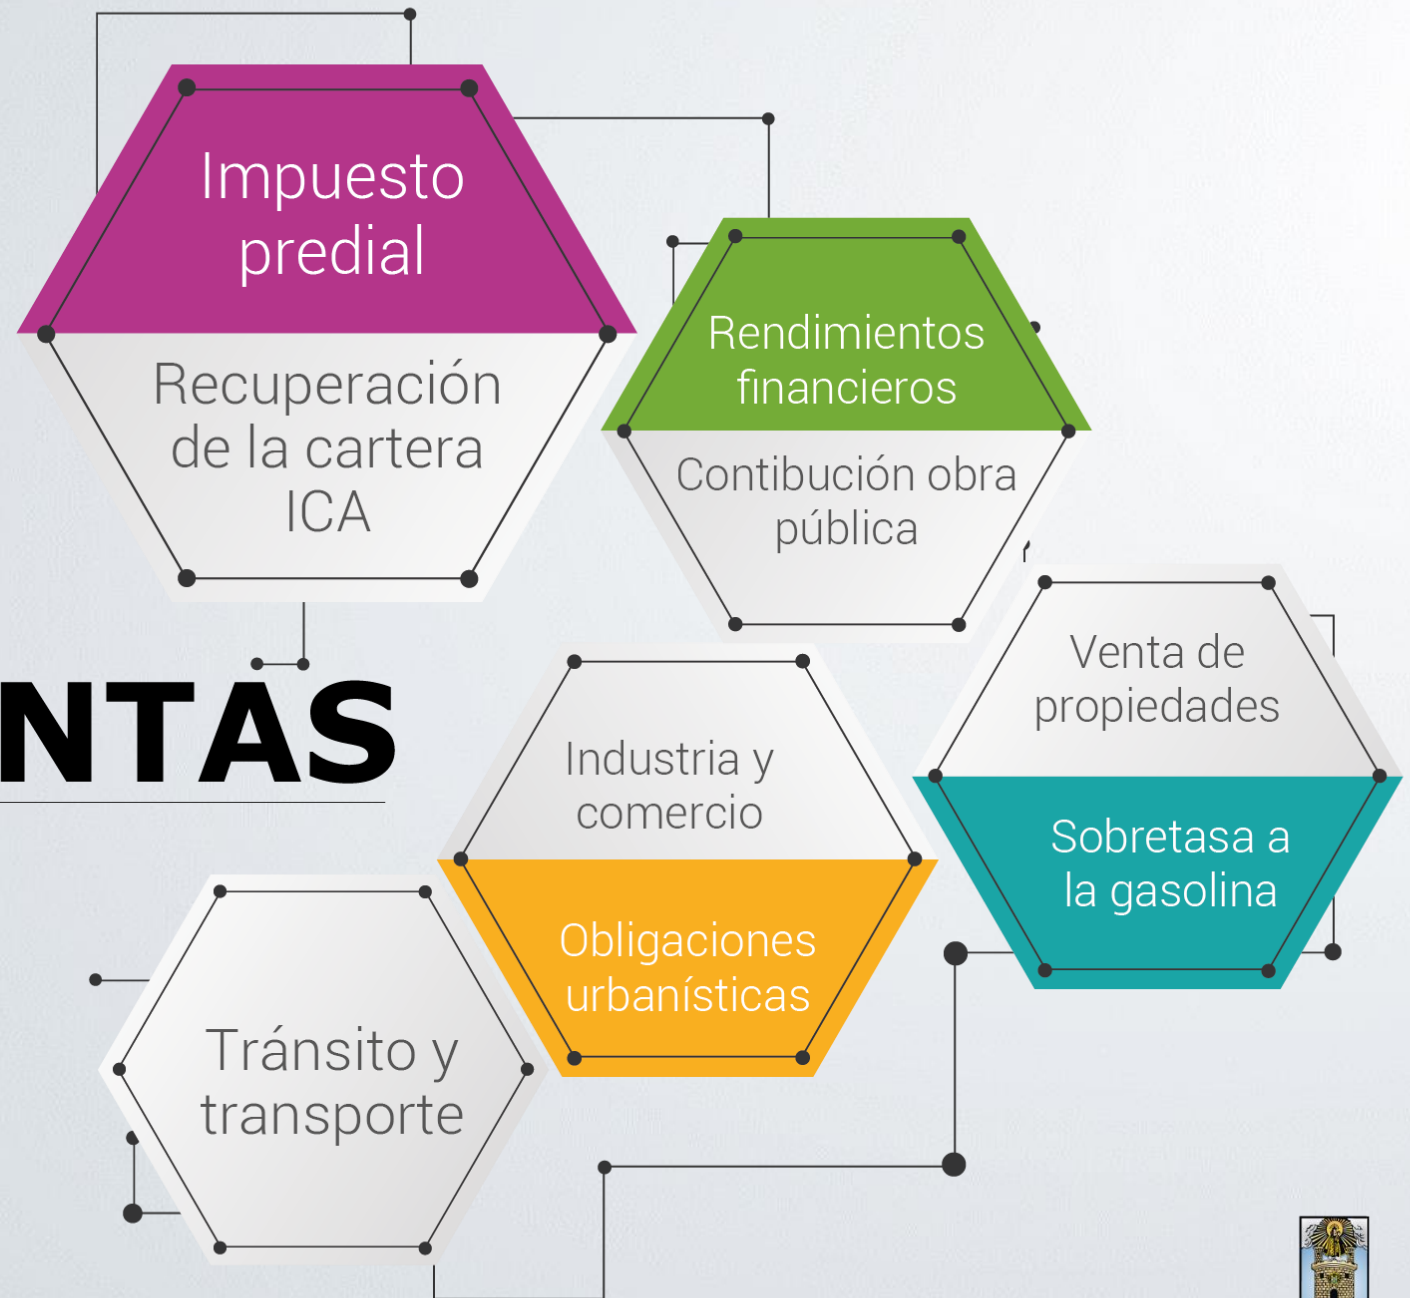 Impuesto
predial
Recuperación
de la cartera
ICA
Rendimientos
financieros
Contibución obra
pública
Venta de
propiedades
Sobretasa a
la gasolina
NTAS
Industria y
comercio
Obligaciones
urbanísticas
Tránsito y
transporte